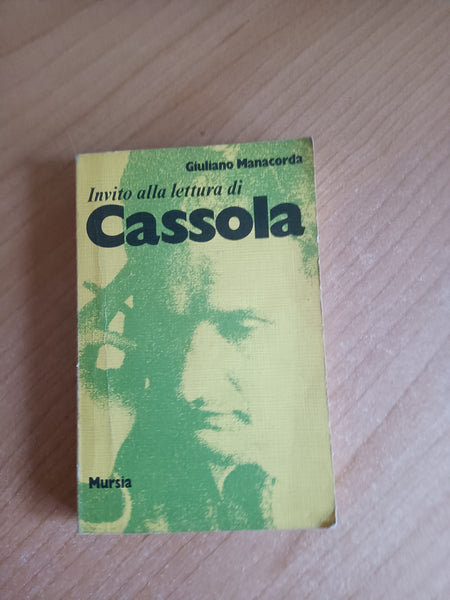 Giuliano Manacorda
Invito alla lettura di
Cassola
Mursia